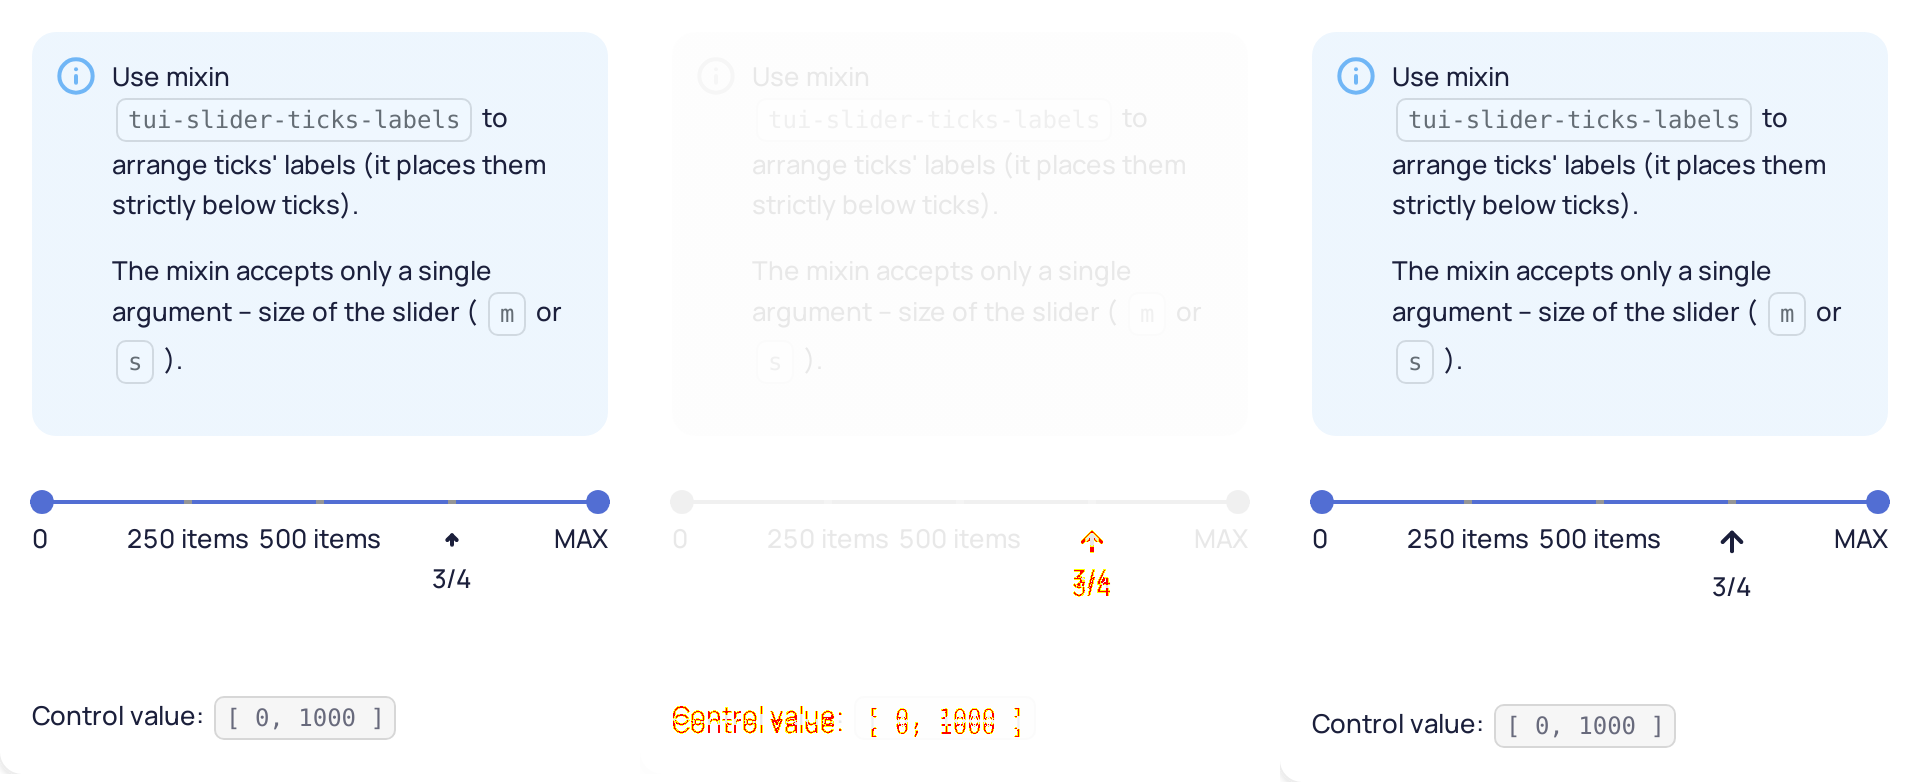 Use mixin
tui-slider-ticks-labels to
arrange ticks' labels (it places them
strictly below ticks).
The mixin accepts only a single
argument – size of the slider ( m or
s ).
0 250 items 500 items MAX
3/4
Control value: [ 0, 1000 ]
Use mixin
tui-slider-ticks-labels to
arrange ticks' labels (it places them
strictly below ticks).
The mixin accepts only a single
argument – size of the slider ( m or
s ).
0 250 items 500 items MAX
3/4
Control value: [ 0, 1000 ]
Use mixin
tui-slider-ticks-labels to
arrange ticks' labels (it places them
strictly below ticks).
The mixin accepts only a single
argument – size of the slider ( m or
s ).
0 250 items 500 items MAX
3/4
Control value: [ 0, 1000 ]